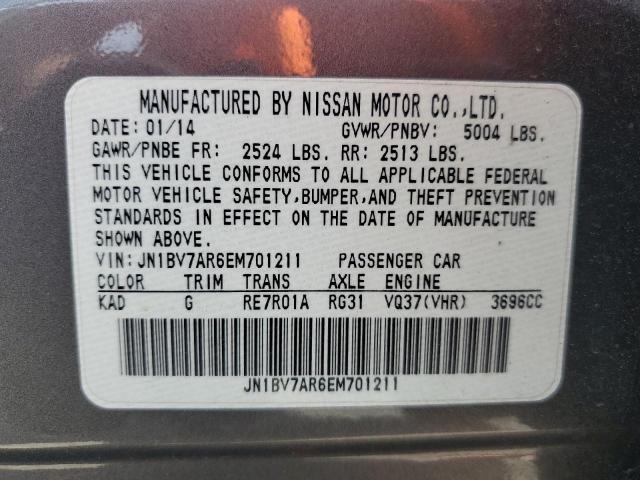 MANUFACTURED BY NISSAN MOTOR CO.,LTD.
DATE: 01/14 GVWR/PNBV: 5004 LBS.
GAWR/PNBE FR: 2524 LBS. RR: 2513 LBS.
THIS VEHICLE CONFORMS TO ALL APPLICABLE FEDERAL
MOTOR VEHICLE SAFETY,BUMPER,AND THEFT PREVENTION
STANDARDS IN EFFECT ON THE DATE OF MANUFACTURE
SHOWN ABOVE.
VIN:JN1BV7AR6EM701211 PASSENGER CAR
COLOR TRIM TRANS AXLE ENGINE
KAD G RE7R01A RG31 VQ37(VHR) 3696CC
JN1BV7AR6EM701211